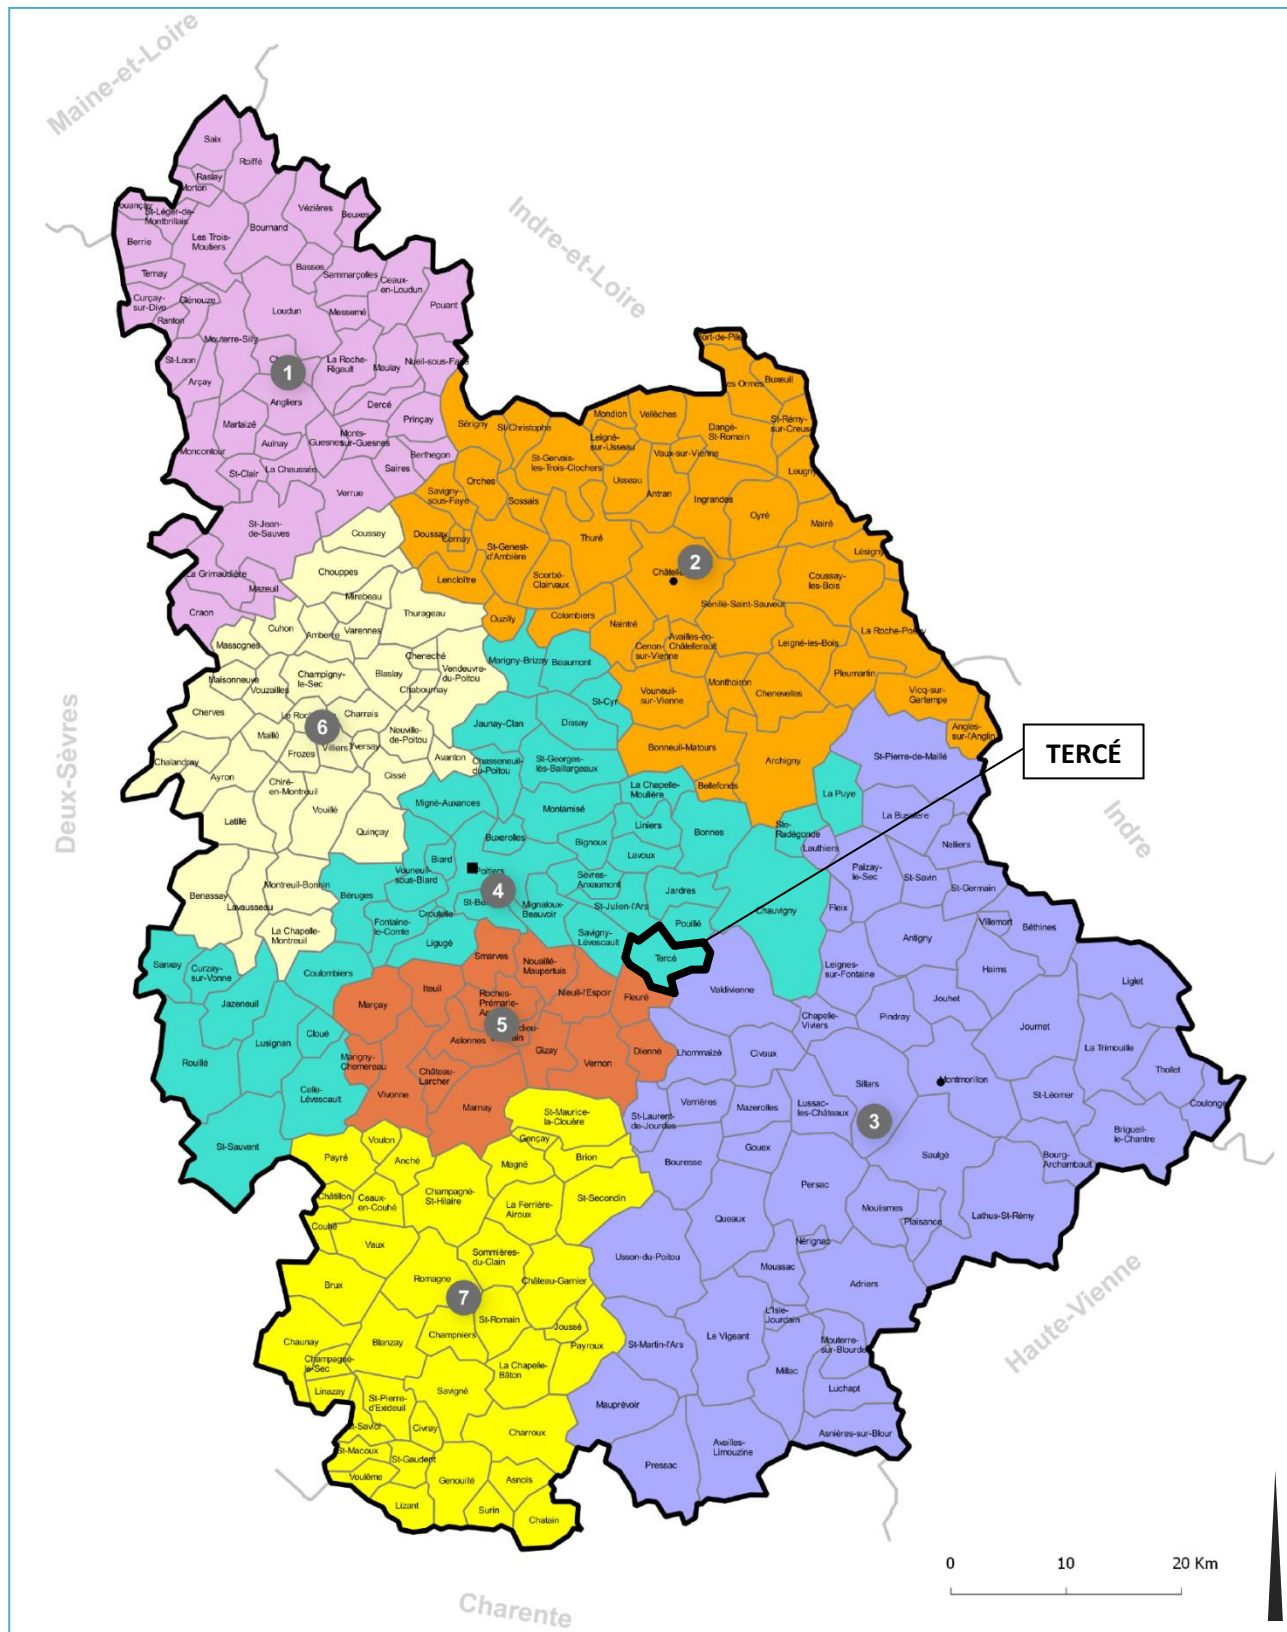 Maine-et-Loire
Indre-et-Loire
Deux-Sèvres
Indre
Haute-Vienne
Charente
TERCÉ
Saix
Roiffé
Raslay
Morton
St-Léger-de-
Montbrillais
Vézières
Beuxes
Bournand
Berrie
Les Trois-
Moutiers
Ternay
Basses
Sammarçolles
Ceaux-
en-Loudun
Pouant
Curçay-
sur-Dive
Glénouze
Ranton
Loudun
Messemé
Mouterre-Silly
St-Laon
Arçay
1
La Roche-
Rigault
Maulay
Angliers
Dercé
Prinçay
Martaizé
Aulnay
Guesnes
Monts-
sur-Guesnes
Berthegon
Moncontour
St-Clair
La Chaussée
Saires
Verrue
St-Jean-
de-Sauves
La Grimaudière
Mazeuil
Craon
Buxeuil
Mondion
Vellèches
St-Rémy-
sur-Creuse
Sérigny
St-Christophe
Leigné-
sur-Usseau
Dangé-
St-Romain
Vaux-sur-Vienne
St-Gervais-
les-Trois-Clochers
Leugny
Orches
Usseau
Savigny-
sous-Faye
Sossais
Antran
Ingrandes
Oyré
Mairé
Doussay
Cernay
Thuré
St-Genest-
d'Ambière
Lésigny
2
Lencloître
Scorbé-
Clairvaux
Coussay-
les-Bois
Sénillé-Saint-Sauveur
Ouzilly
Colombiers
Naintré
Availles-en-
Châtellerault
Cenon-
sur-Vienne
Leigné-les-Bois
Pleumartin
Monthoiron
Chenevelles
Vouneuil-
sur-Vienne
Vicq-sur-
Gartempe
Angles-
sur-l'Anglin
Bonneuil-Matours
Archigny
Bellefonds
Coussay
Chouppes
Mirebeau
Thurageau
Cuhon
Amberre
Varennes
Massognes
Cheneché
Vendeuvre-
du-Poitou
Maisonneuve
Vouzailles
Champigny-
le-Sec
Blaslay
Chabournay
Cherves
6
Charrais
Maillé
Villiers
Yversay
Neuville-
de-Poitou
Frozes
Avanton
Chalandray
Ayron
Chiré-
en-Montreuil
Cissé
Vouillé
Latillé
Quinçay
Benassay
Montreuil-Bonnin
Lavausseau
La Chapelle-
Montreuil
Marigny-Brizay
Beaumont
St-Cyr
Jaunay-Clan
Dissay
Chasseneuil-
du-Poitou
St-Georges-
lès-Baillargeaux
Migné-Auxances
Montamisé
La Chapelle-
Moulière
La Puye
Liniers
Bonnes
Ste-
Radégonde
Buxerolles
Bignoux
Lavoux
Biard
Poitiers
Vouneuil-
sous-Biard
Sèvres-
Anxaumont
Jardres
Béruges
4
Mignaloux-
Beauvoir
St-Julien-l'Ars
Chauvigny
Croutelle
Fontaine-
le-Comte
Pouillé
Ligugé
Savigny-
Lévescault
Tercé
Sanxay
Curzay-
sur-Vonne
Coulombiers
Jazeneuil
Cloué
Rouillé
Lusignan
Celle-
Lévescault
St-Sauvant
Smarves
Nouaillé-
Maupertuis
Iteuil
Nieuil-l'Espoir
Fleuré
Marçay
5
Aslonnes
Gizay
Vernon
Dienné
Marigny-
Chemereau
Château-
Larcher
Vivonne
Marnay
St-Pierre-de-Maillé
La Bussière
Lauthiers
Nalliers
Paizay-
le-Sec
St-Savin
St-Germain
Fleix
Villemort
Béthines
Antigny
Leignes-
sur-Fontaine
Haims
Liglet
Valdivienne
Chapelle-
Viviers
Jouhet
Pindray
Journet
La Trimouille
Lhommaizé
Civaux
Thollet
Montmorillon
Sillars
Coulonges
St-Léomer
Verrières
Mazerolles
Lussac-
les-Châteaux
St-Laurent-
de-Jourdes
3
Brigueil-
le-Chantre
Gouex
Bouresse
Saulgé
Bourg-
Archambault
Persac
Moulismes
Plaisance
Lathus-St-Rémy
Queaux
Nérignac
Usson-du-Poitou
Moussac
Adriers
L'Isle-
Jourdain
St-Martin-l'Ars
Le Vigeant
Mouterre-
sur-Blourde
Millac
Luchapt
Mauprévoir
Availles-
Limouzine
Asnières-sur-Blour
Pressac
St-Maurice-
la-Clouère
Gençay
Voulon
Payré
Anché
Magné
Brion
Châtillon
Ceaux-
en-Couhé
Champagné-
St-Hilaire
La Ferrière-
Airoux
St-Secondin
Couhé
Vaux
Sommières-
du-Clain
Romagne
Château-Garnier
Brux
7
St-Romain
Joussé
Payroux
Chaunay
Blanzay
Champniers
Champagné-
le-Sec
La Chapelle-
Bâton
Linazay
St-Pierre-
d'Exideuil
Savigné
St-Saviol
Civray
Charroux
St-Macoux
St-Gaudent
Voulême
Genouillé
Asnois
Lizant
Surin
Chatain
0 10 20 Km